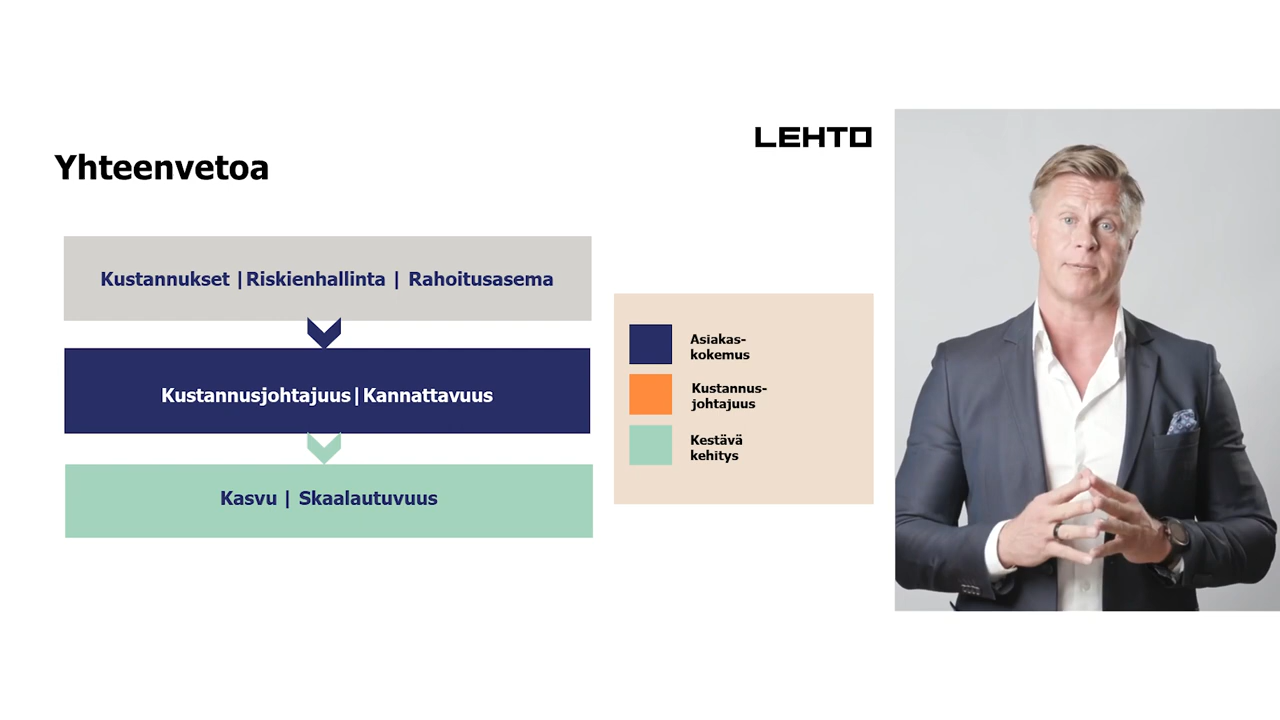 LEHTO
Yhteenvetoa
Kustannukset | Riskienhallinta | Rahoitusasema
Kustannusjohtajuus | Kannattavuus
Kasvu | Skaalautuvuus
Asiakas-
kokemus
Kustannus-
johtajuus
Kestävä
kehitys